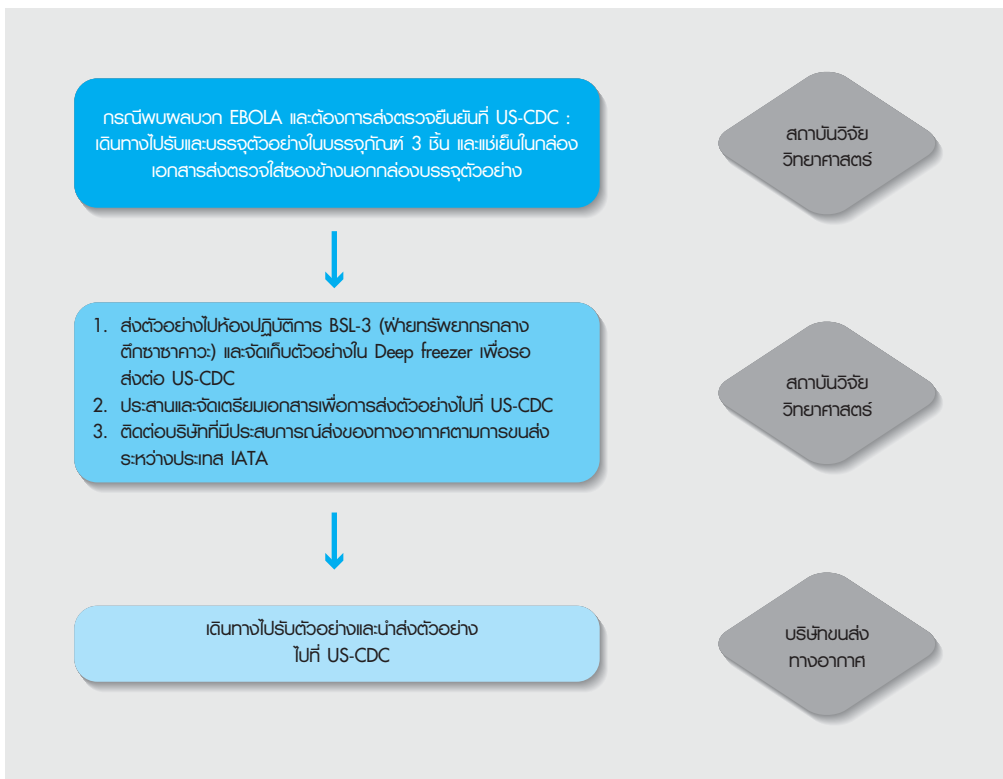 กรณีพบผลบวก EBOLA และต้องการส่งตรวจยืนยันที่ US-CDC :
เดินทางไปรับและบรรจุตัวอย่างในบรรจุภัณฑ์ 3 ชิ้น และแช่เย็นในกล่อง
เอกสารส่งตรวจใส่ซองข้างนอกกล่องบรรจุตัวอย่าง
สถาบันวิจัย
วิทยาศาสตร์
1. ส่งตัวอย่างไปห้องปฏิบัติการ BSL-3 (ฝ่ายทรัพยากรกลาง
ตึกซาซาคาวะ) และจัดเก็บตัวอย่างใน Deep freezer เพื่อรอ
ส่งต่อ US-CDC
2. ประสานและจัดเตรียมเอกสารเพื่อการส่งตัวอย่างไปที่ US-CDC
3. ติดต่อบริษัทที่มีประสบการณ์ส่งของทางอากาศตามการขนส่ง
ระหว่างประเทศ IATA
สถาบันวิจัย
วิทยาศาสตร์
เดินทางไปรับตัวอย่างและนำส่งตัวอย่าง
ไปที่ US-CDC
บริษัทขนส่ง
ทางอากาศ